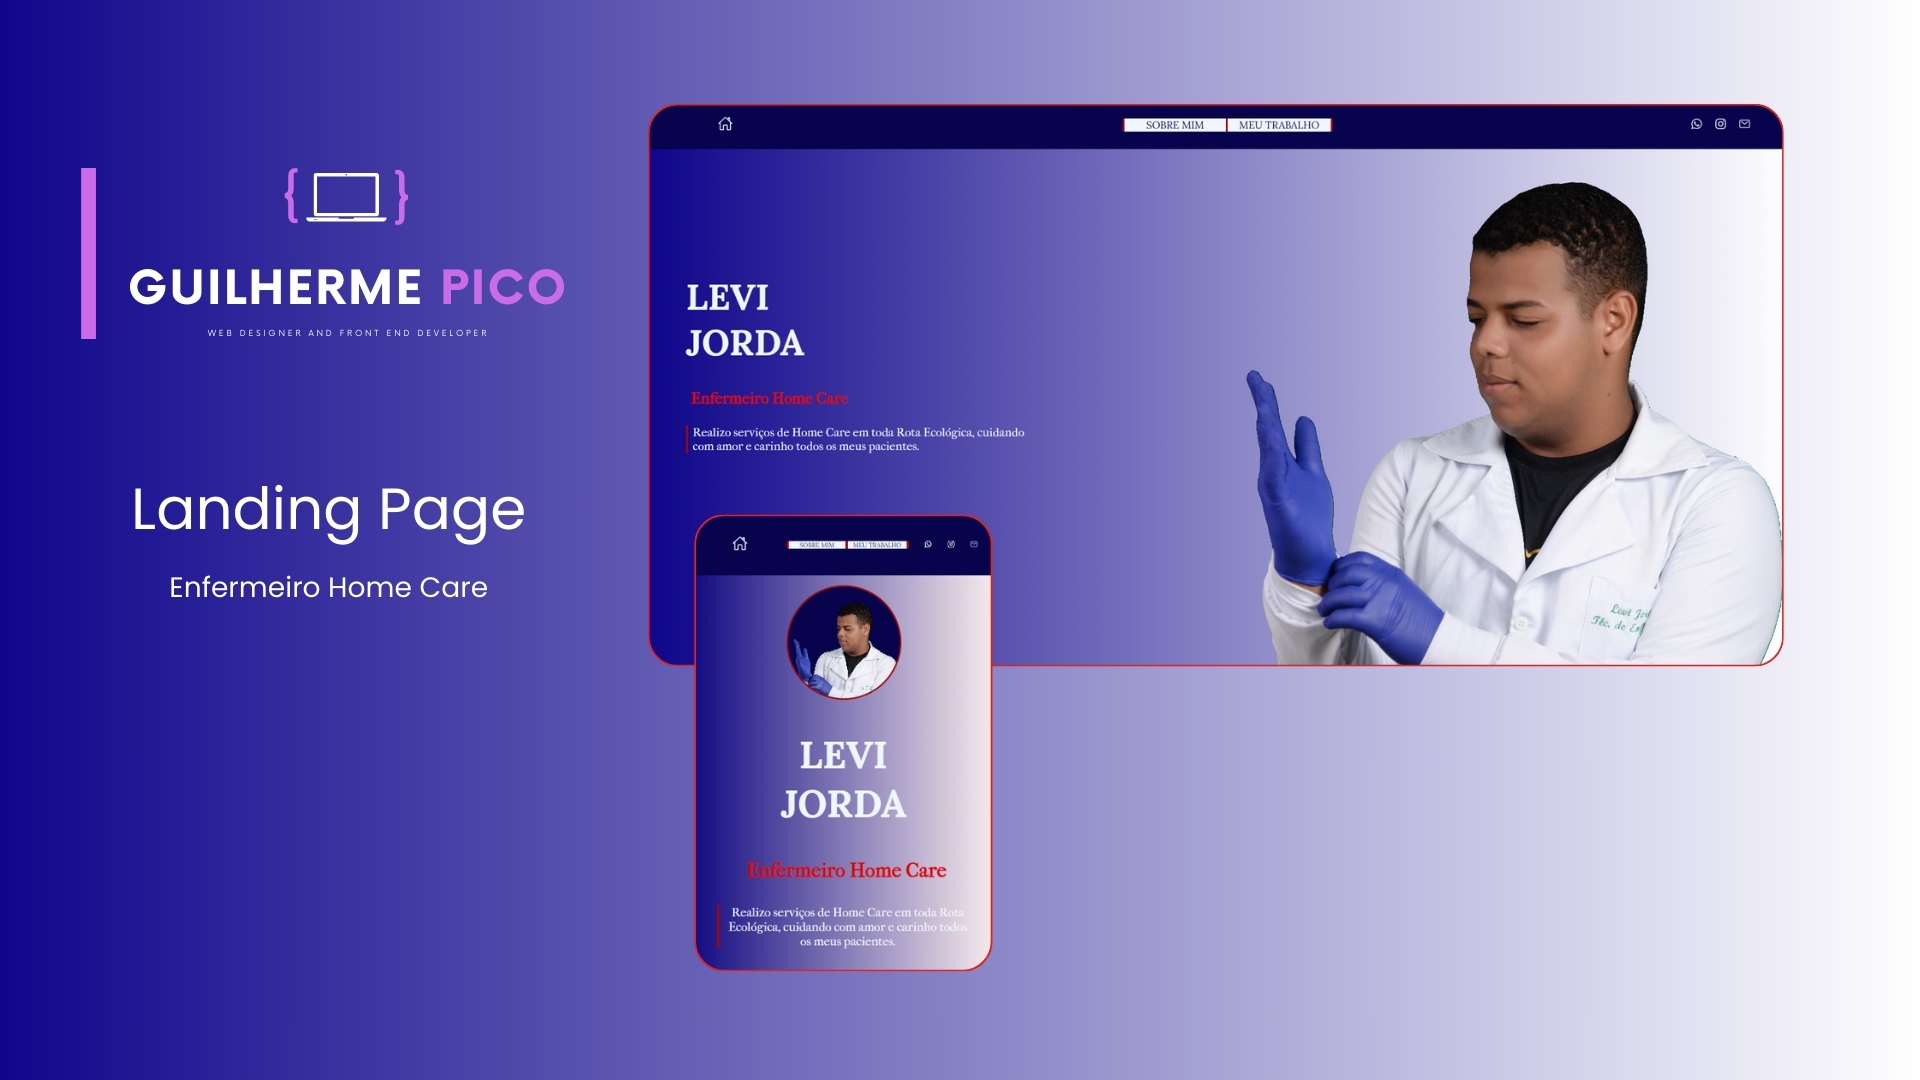 { }
GUILHERME PICO
WEB DESIGNER AND FRONT END DEVELOPER
Landing Page
Enfermeiro Home Care
SOBRE MIM
MEU TRABALHO
LEVI
JORDA
Enfermeiro Home Care
Realizo serviços de Home Care em toda Rota Ecológica, cuidando
com amor e carinho todos os meus pacientes.
Levi
Téc. de
SOBRE MIM
MEU TRABALHO
LEVI
JORDA
Enfermeiro Home Care
Realizo serviços de Home Care em toda Rota
Ecológica, cuidando com amor e carinho todos
os meus pacientes.